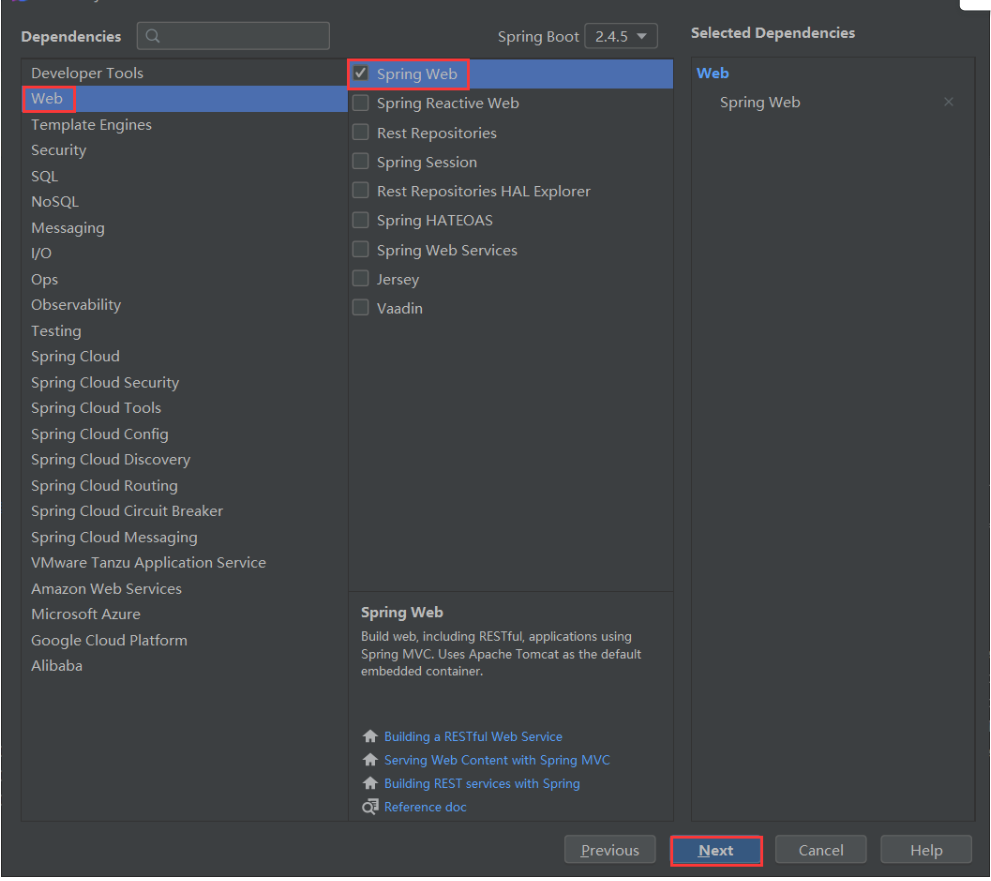 Dependencies
Spring Boot 2.4.5
Selected Dependencies
Developer Tools
Web
Template Engines
Security
SQL
NoSQL
Messaging
I/O
Ops
Observability
Testing
Spring Cloud
Spring Cloud Security
Spring Cloud Tools
Spring Cloud Config
Spring Cloud Discovery
Spring Cloud Routing
Spring Cloud Circuit Breaker
Spring Cloud Messaging
VMware Tanzu Application Service
Amazon Web Services
Microsoft Azure
Google Cloud Platform
Alibaba
Spring Web
Spring Reactive Web
Rest Repositories
Spring Session
Rest Repositories HAL Explorer
Spring HATEOAS
Spring Web Services
Jersey
Vaadin
Spring Web
Build web, including RESTful, applications using
Spring MVC. Uses Apache Tomcat as the default
embedded container.
Building a RESTful Web Service
Serving Web Content with Spring MVC
Building REST services with Spring
Reference doc
Web
Spring Web
Previous
Next
Cancel
Help